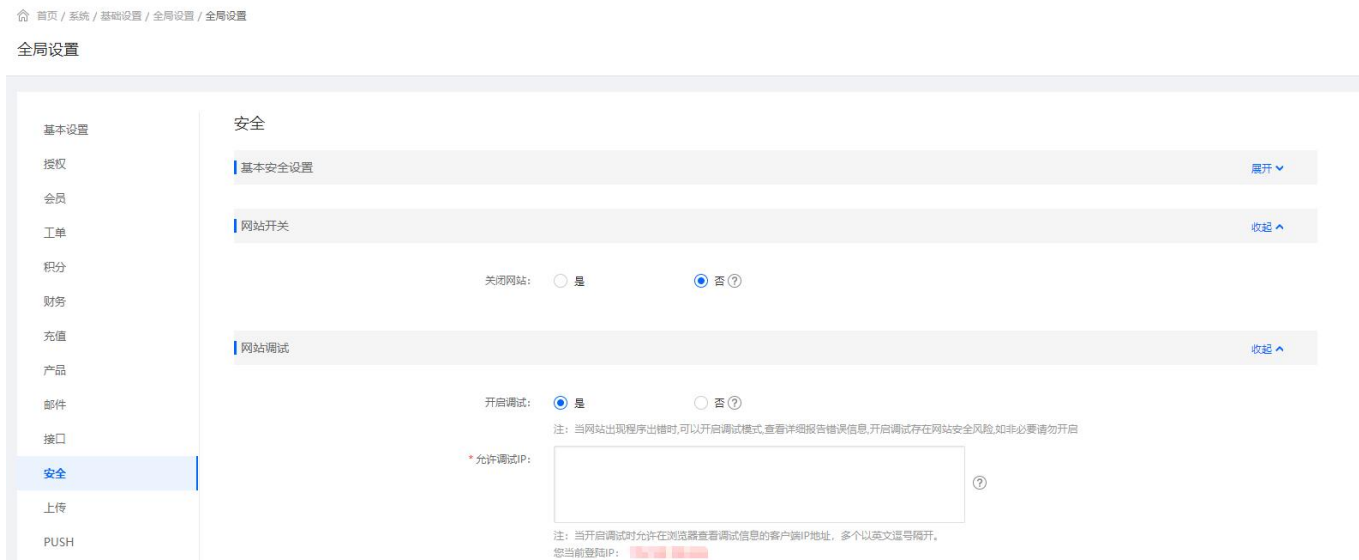 首页 / 系统 / 基础设置 / 全局设置 / 全局设置
全局设置
基本设置
授权
会员
工单
积分
财务
充值
产品
邮件
接口
安全
上传
PUSH
安全
基本安全设置 展开
网站开关 收起
关闭网站： 是 否 ?
网站调试 收起
开启调试： 是 否 ?
注：当网站出现程序出错时,可以开启调试模式,查看详细报告错误信息,开启调试存在网站安全风险,如非必要请勿开启
* 允许调试IP： ?
注：当开启调试时允许在浏览器查看调试信息的客户端IP地址，多个以英文逗号隔开。
您当前登陆IP：